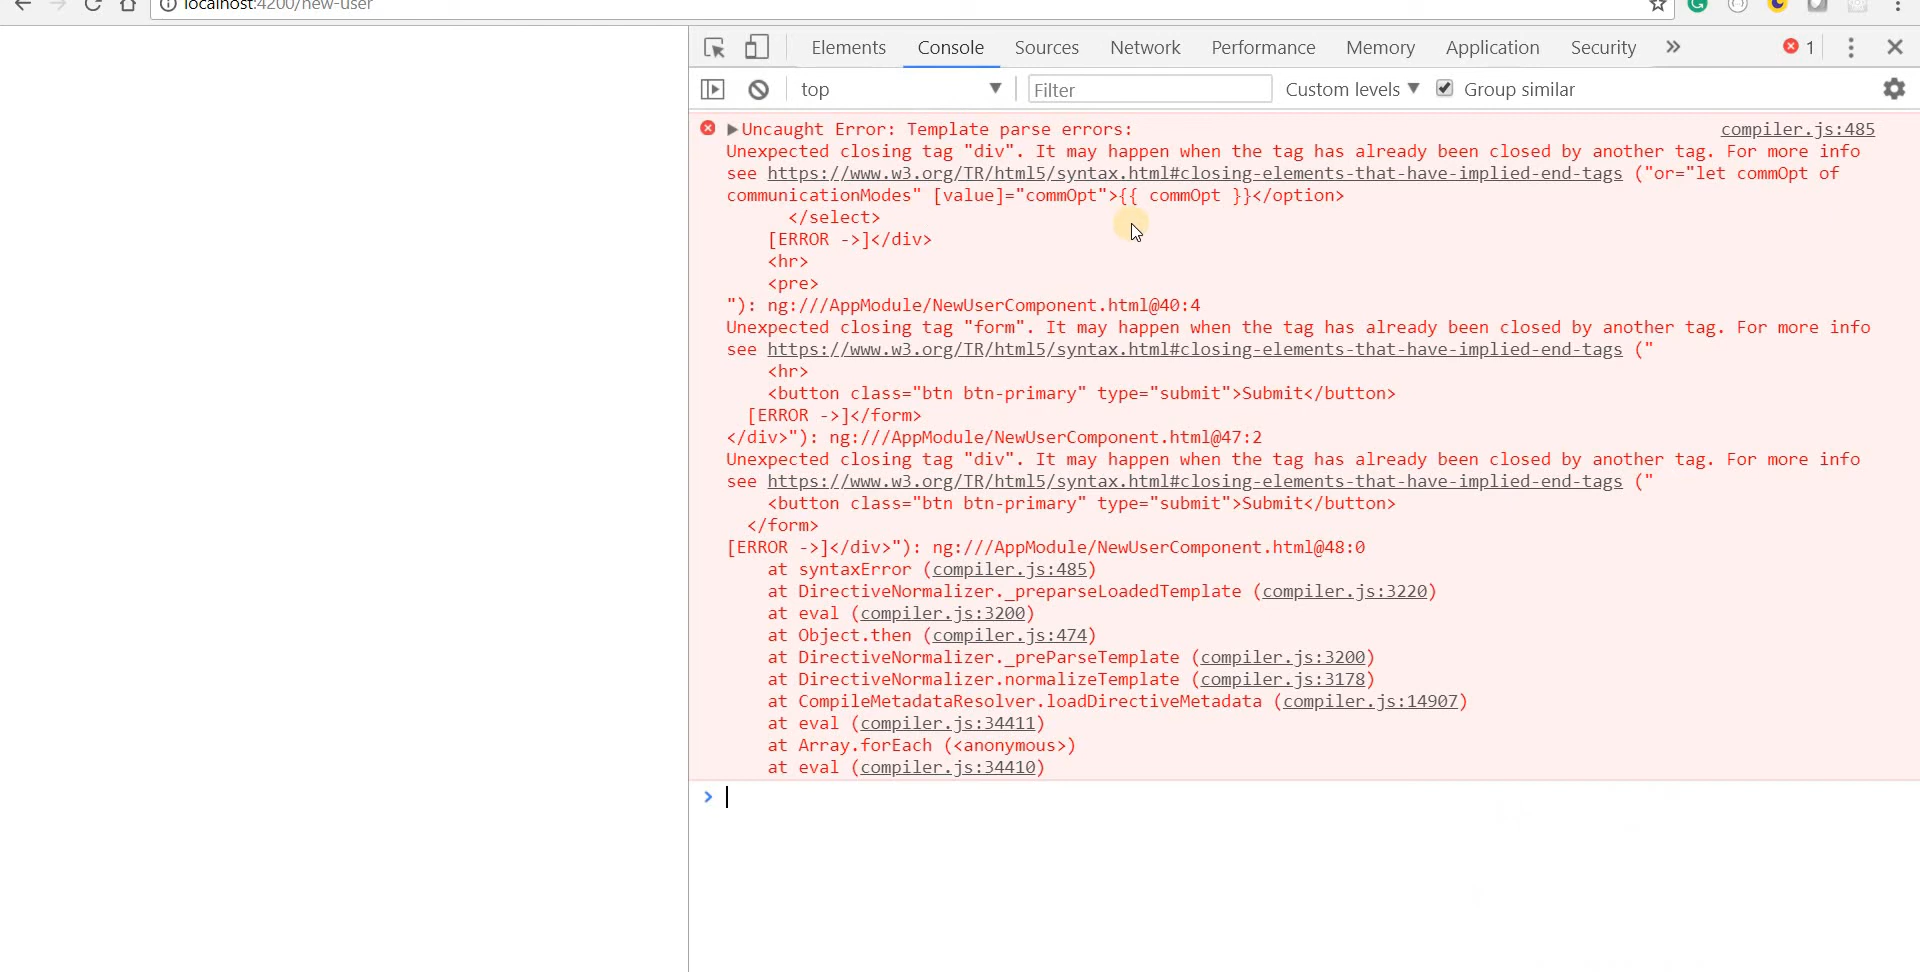 localhost:4200/new-user
Elements Console Sources Network Performance Memory Application Security » 1
top Filter Custom levels Group similar
Uncaught Error: Template parse errors: compiler.js:485
Unexpected closing tag "div". It may happen when the tag has already been closed by another tag. For more info
see https://www.w3.org/TR/html5/syntax.html#closing-elements-that-have-implied-end-tags ("or="let commOpt of
communicationModes" [value]="commOpt">{{ commOpt }}</option>
</select>
[ERROR ->]</div>
<hr>
<pre>
"): ng:///AppModule/NewUserComponent.html@40:4
Unexpected closing tag "form". It may happen when the tag has already been closed by another tag. For more info
see https://www.w3.org/TR/html5/syntax.html#closing-elements-that-have-implied-end-tags ("
<hr>
<button class="btn btn-primary" type="submit">Submit</button>
[ERROR ->]</form>
</div>"): ng:///AppModule/NewUserComponent.html@47:2
Unexpected closing tag "div". It may happen when the tag has already been closed by another tag. For more info
see https://www.w3.org/TR/html5/syntax.html#closing-elements-that-have-implied-end-tags ("
<button class="btn btn-primary" type="submit">Submit</button>
</form>
[ERROR ->]</div>"): ng:///AppModule/NewUserComponent.html@48:0
at syntaxError (compiler.js:485)
at DirectiveNormalizer._preparseLoadedTemplate (compiler.js:3220)
at eval (compiler.js:3200)
at Object.then (compiler.js:474)
at DirectiveNormalizer._preParseTemplate (compiler.js:3200)
at DirectiveNormalizer.normalizeTemplate (compiler.js:3178)
at CompileMetadataResolver.loadDirectiveMetadata (compiler.js:14907)
at eval (compiler.js:34411)
at Array.forEach (<anonymous>)
at eval (compiler.js:34410)